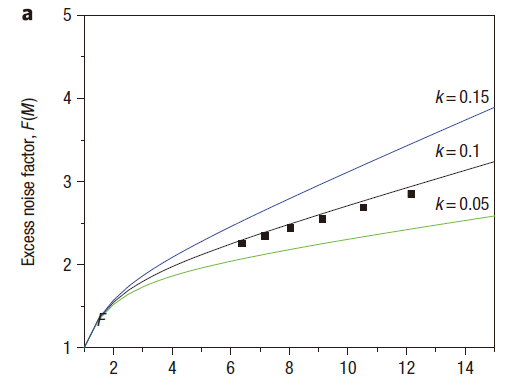 a
5
4
3
2
1
Excess noise factor, F(M)
k = 0.15
k = 0.1
k = 0.05
F
2 4 6 8 10 12 14